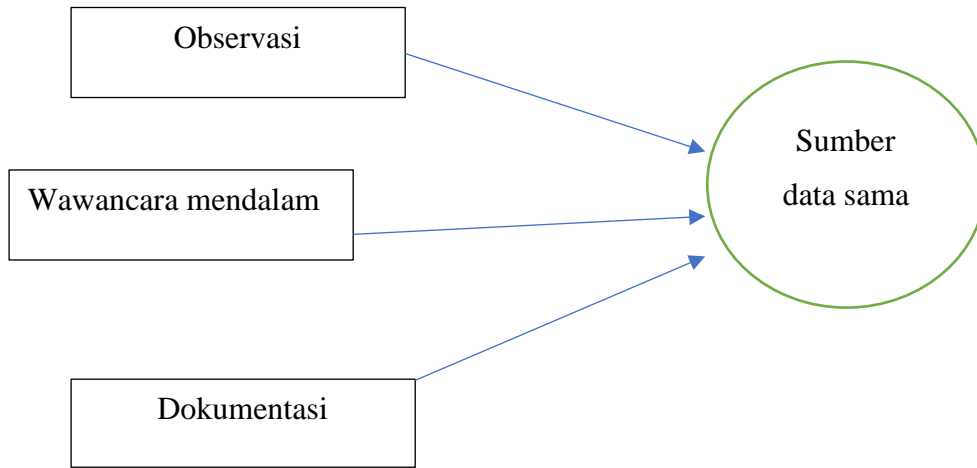 Observasi
Wawancara mendalam
Dokumentasi
Sumber
data sama